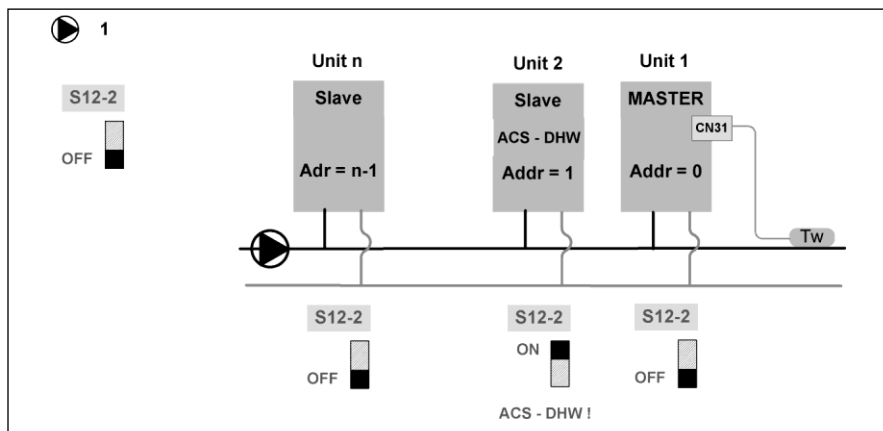 1
S12-2
OFF
Unit n
Slave
Adr = n-1
Unit 2
Slave
ACS - DHW
Addr = 1
Unit 1
MASTER
CN31
Addr = 0
Tw
S12-2
OFF
S12-2
ON
ACS - DHW !
S12-2
OFF